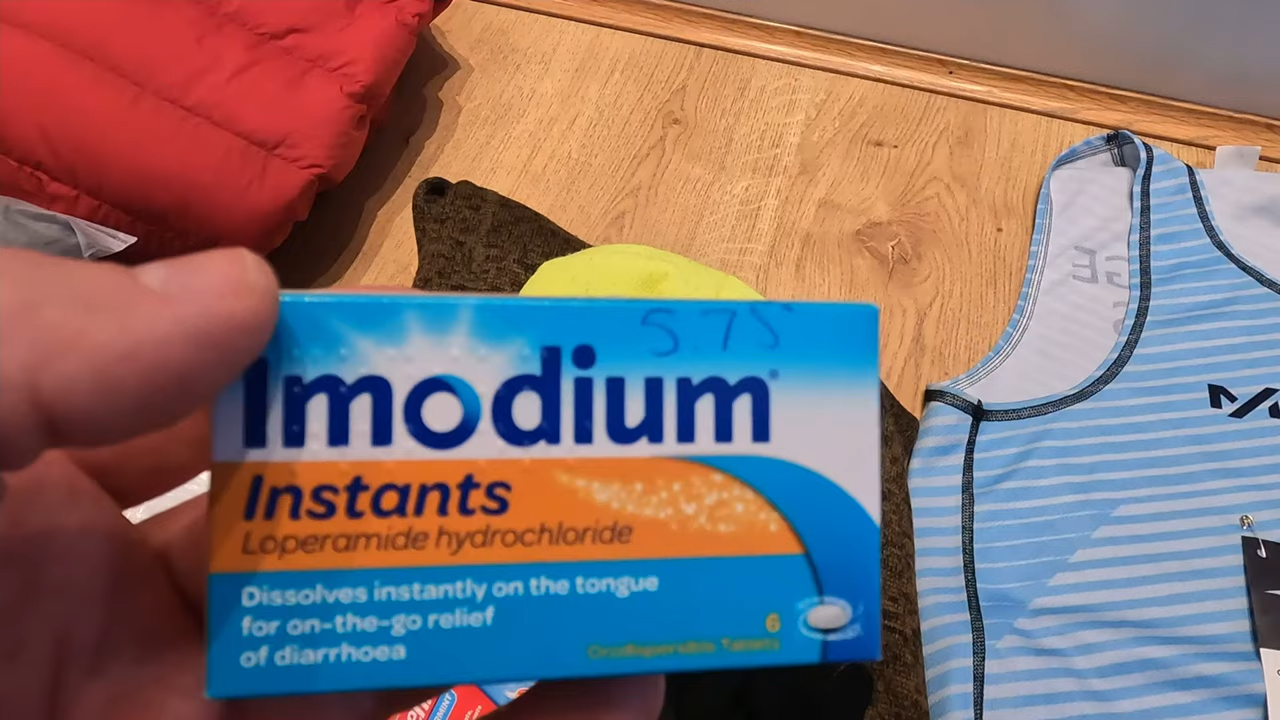 5.75
Imodium®
Instants
Loperamide hydrochloride
Dissolves instantly on the tongue
for on-the-go relief
of diarrhoea
6
Orodispersible Tablets